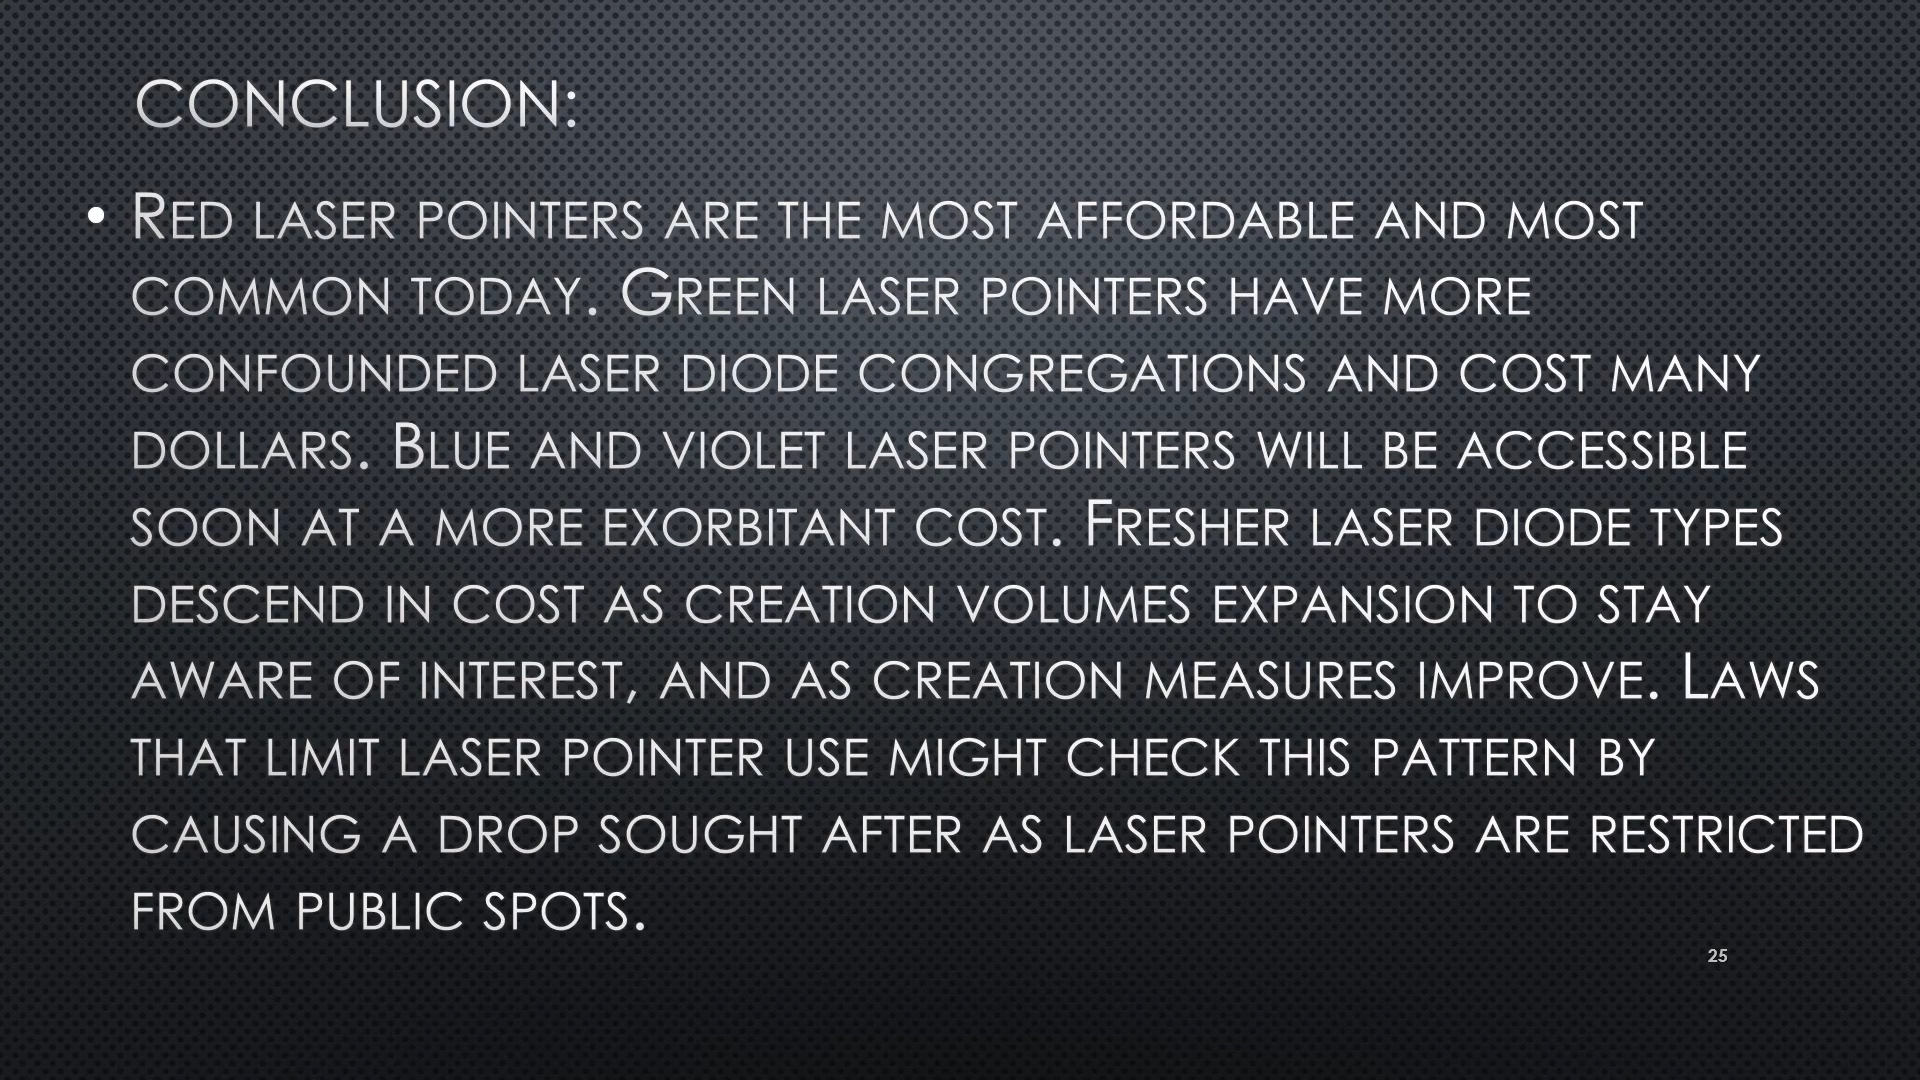 CONCLUSION:
• RED LASER POINTERS ARE THE MOST AFFORDABLE AND MOST
COMMON TODAY. GREEN LASER POINTERS HAVE MORE
CONFOUNDED LASER DIODE CONGREGATIONS AND COST MANY
DOLLARS. BLUE AND VIOLET LASER POINTERS WILL BE ACCESSIBLE
SOON AT A MORE EXORBITANT COST. FRESHER LASER DIODE TYPES
DESCEND IN COST AS CREATION VOLUMES EXPANSION TO STAY
AWARE OF INTEREST, AND AS CREATION MEASURES IMPROVE. LAWS
THAT LIMIT LASER POINTER USE MIGHT CHECK THIS PATTERN BY
CAUSING A DROP SOUGHT AFTER AS LASER POINTERS ARE RESTRICTED
FROM PUBLIC SPOTS.
25